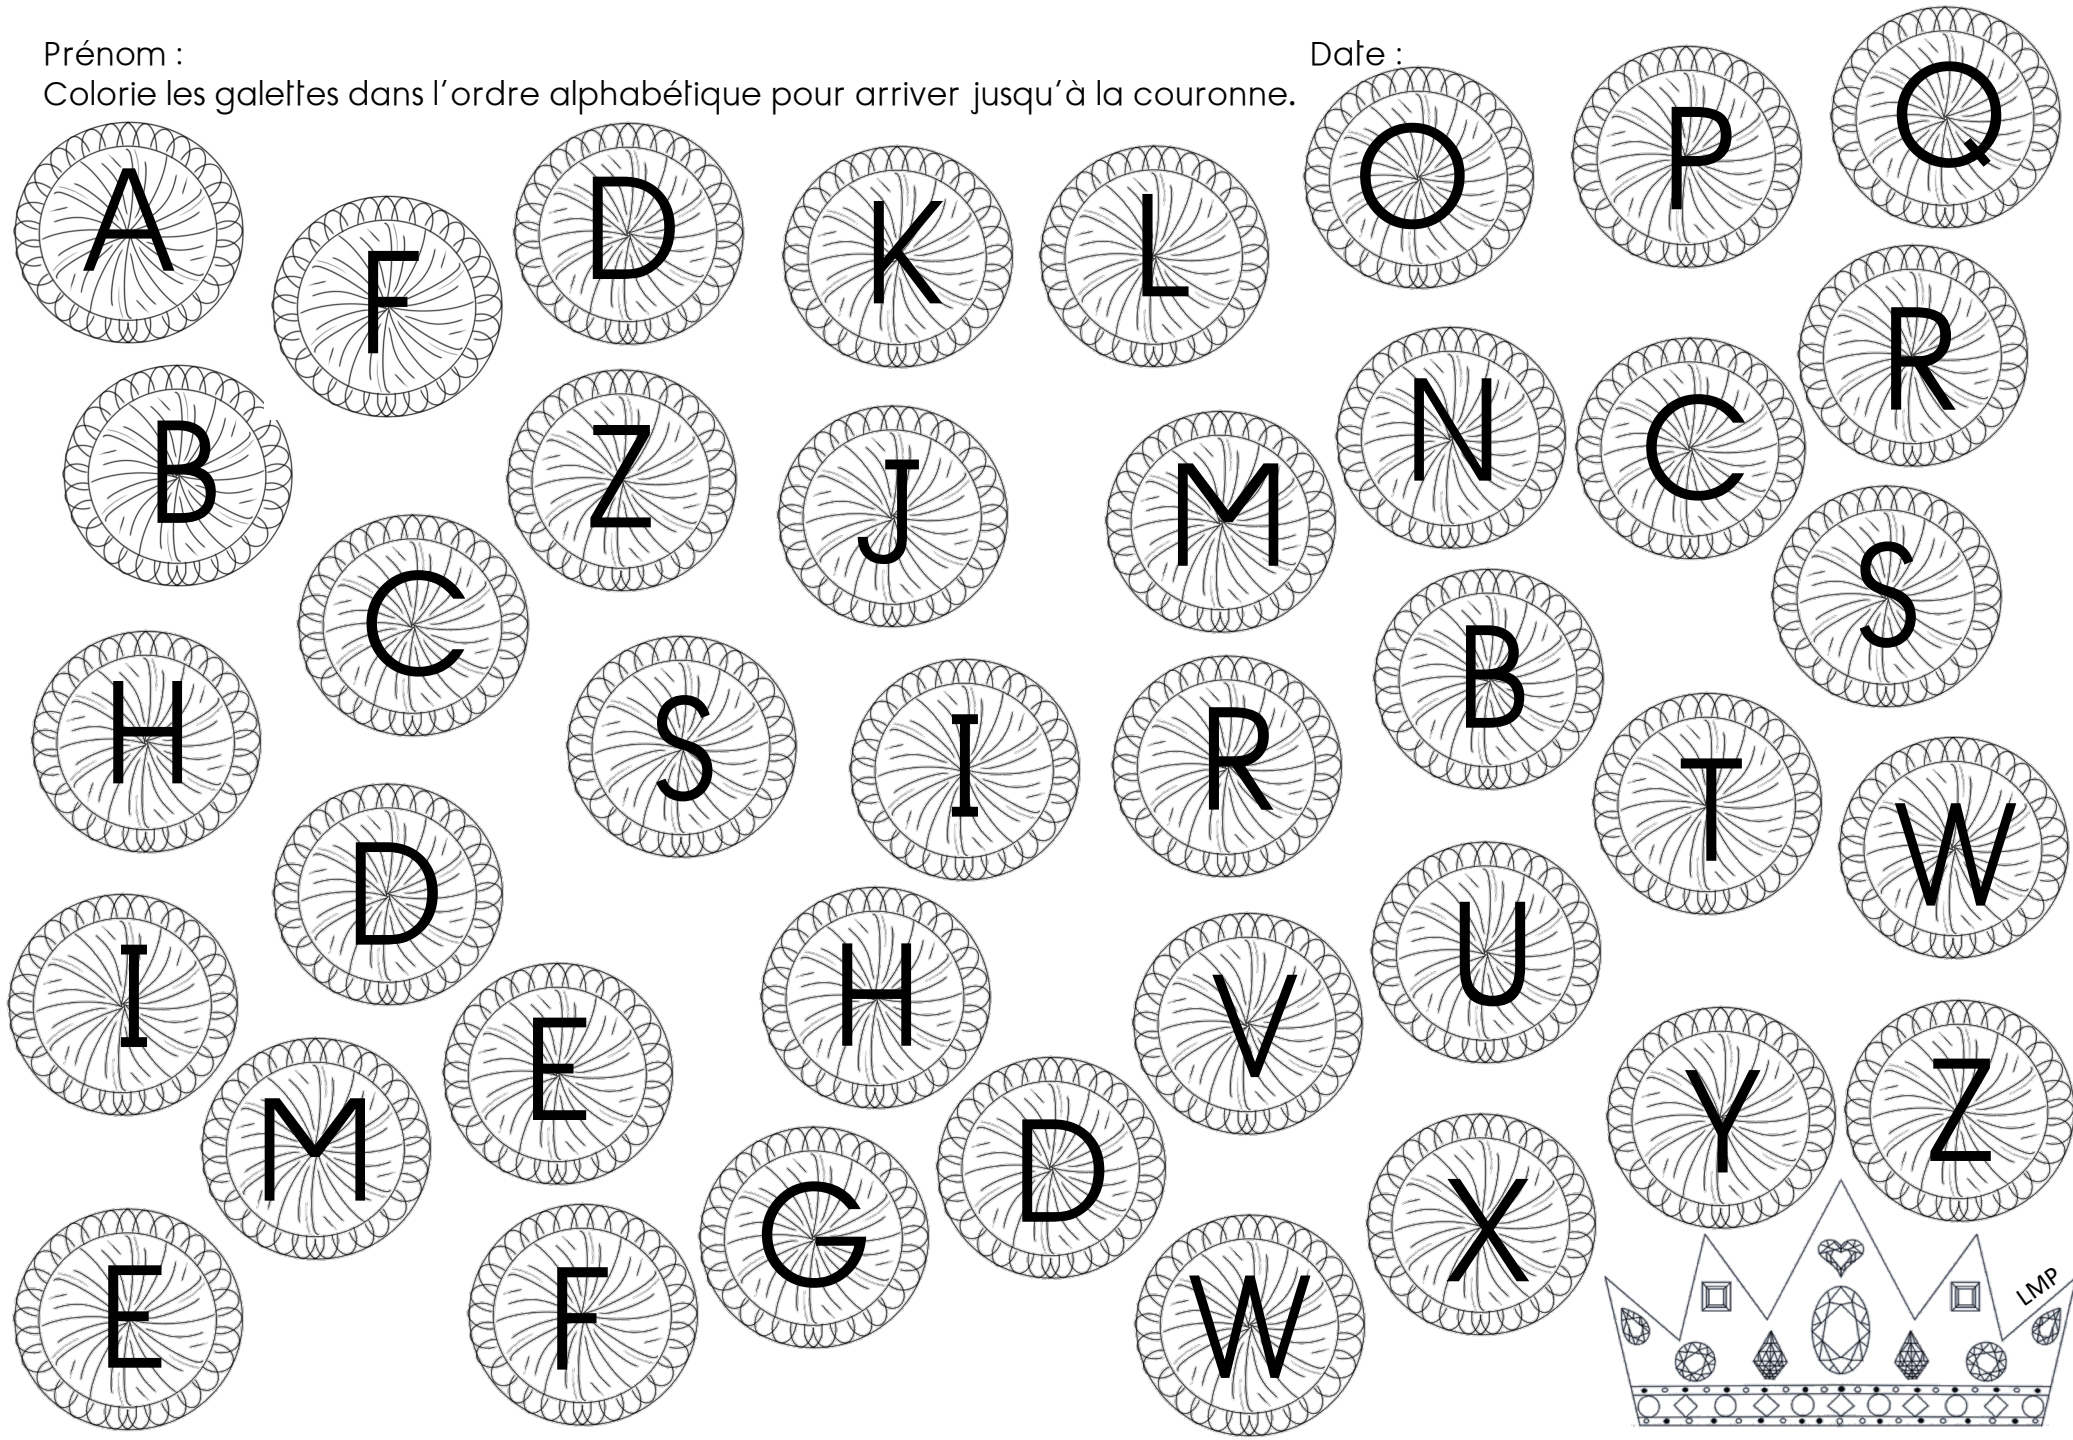 Prénom :
Date :
Colorie les galettes dans l’ordre alphabétique pour arriver jusqu’à la couronne.
A
F
D
K
L
O
P
Q
B
Z
J
M
N
C
R
C
S
H
S
I
R
B
T
W
D
I
E
H
V
U
Y
Z
M
G
D
X
E
F
W
LMP